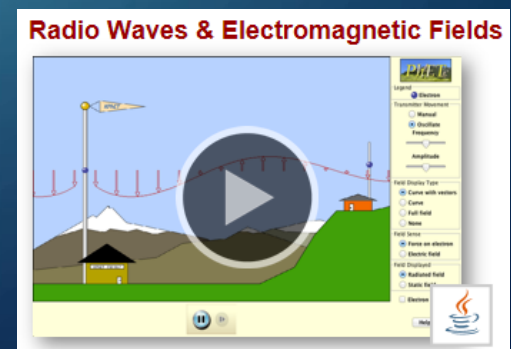 Radio Waves & Electromagnetic Fields
PhET
Legend
Electron
Transmitter Movement
Manual
Oscillate
Frequency
Amplitude
Field Display Type
Curve with vectors
Curve
Full field
None
Field Sense
Force on electron
Electric field
Field Displayed
Radiated field
Static field
Electron
Help